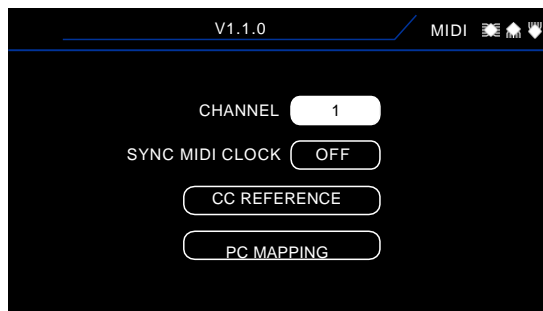 V1.1.0 MIDI
CHANNEL 1
SYNC MIDI CLOCK OFF
CC REFERENCE
PC MAPPING